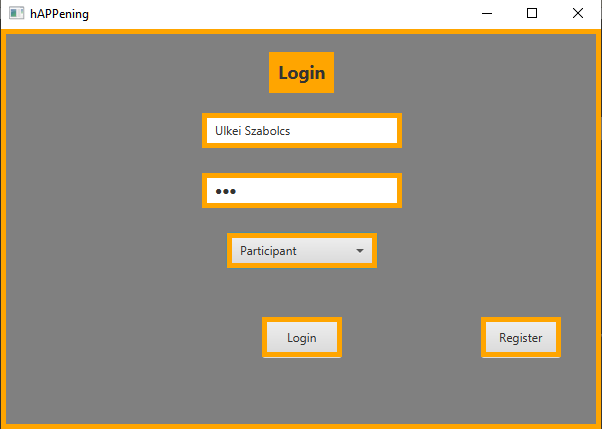 hAPPening
Login
Ulkei Szabolcs
●●●
Participant
Login
Register